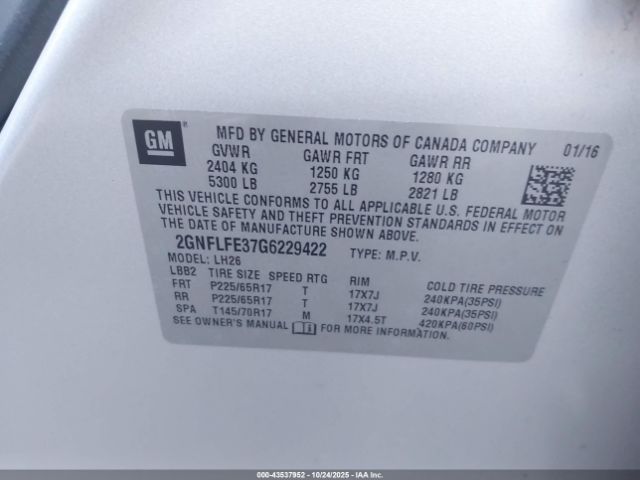 GM
MFD BY GENERAL MOTORS OF CANADA COMPANY 01/16
GVWR GAWR FRT GAWR RR
2404 KG 1250 KG 1280 KG
5300 LB 2755 LB 2821 LB
THIS VEHICLE CONFORMS TO ALL APPLICABLE U.S. FEDERAL MOTOR
VEHICLE SAFETY AND THEFT PREVENTION STANDARDS IN EFFECT ON
THE DATE OF MANUFACTURE SHOWN ABOVE.
2GNFLFE37G6229422 TYPE: M.P.V.
MODEL: LH26
LBB2 TIRE SIZE SPEED RTG RIM COLD TIRE PRESSURE
FRT P225/65R17 T 17X7J 240KPA(35PSI)
RR P225/65R17 T 17X7J 240KPA(35PSI)
SPA T145/70R17 M 17X4.5T 420KPA(60PSI)
SEE OWNER'S MANUAL FOR MORE INFORMATION.
000-43537952 - 10/24/2025 - IAAI.COM